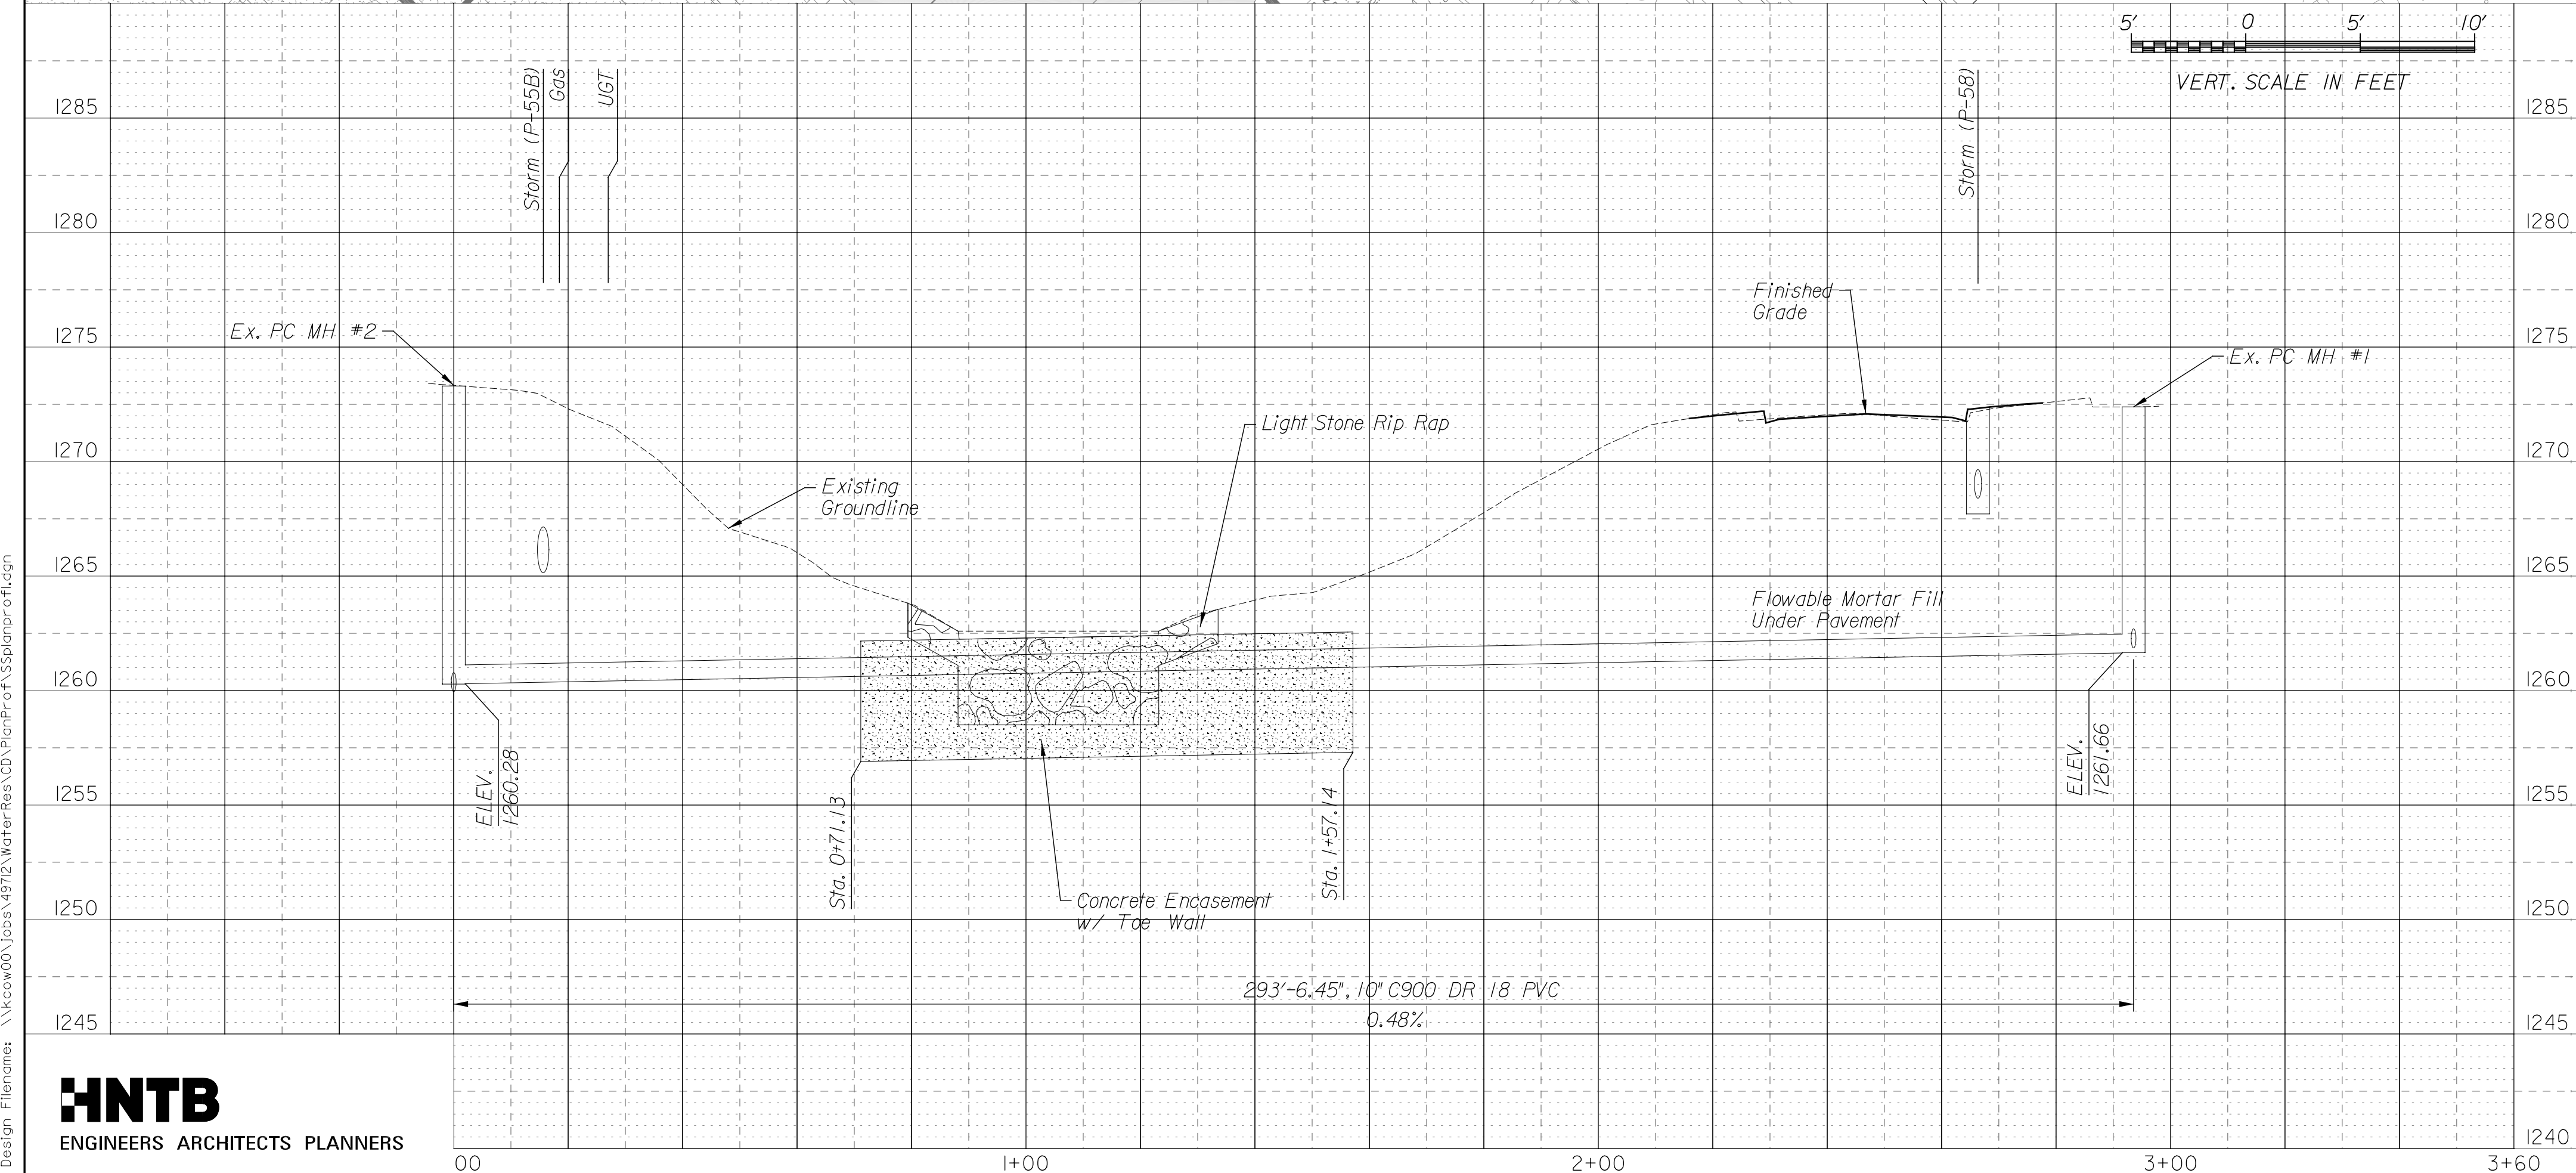 5' 0 5' 10'
VERT. SCALE IN FEET
Storm (P-55B)
Gas
UGT
Storm (P-58)
1285 1285
1280 1280
1275 1275
1270 1270
1265 1265
1260 1260
1255 1255
1250 1250
1245 1245
1240
Finished
Grade
Ex. PC MH #2
Ex. PC MH #1
Light Stone Rip Rap
Existing
Groundline
Flowable Mortar Fill
Under Pavement
ELEV.
1260.28
ELEV.
1261.66
Sta. 0+71.13
Sta. 1+57.14
Concrete Encasement
w/ Toe Wall
293'-6.45", 10" C900 DR 18 PVC
0.48%
HNTB
ENGINEERS ARCHITECTS PLANNERS
00 1+00 2+00 3+00 3+60
Design Filename: \\kcow00\jobs\49712\WaterRes\CD\PlanProf\SSplanprof1.dgn